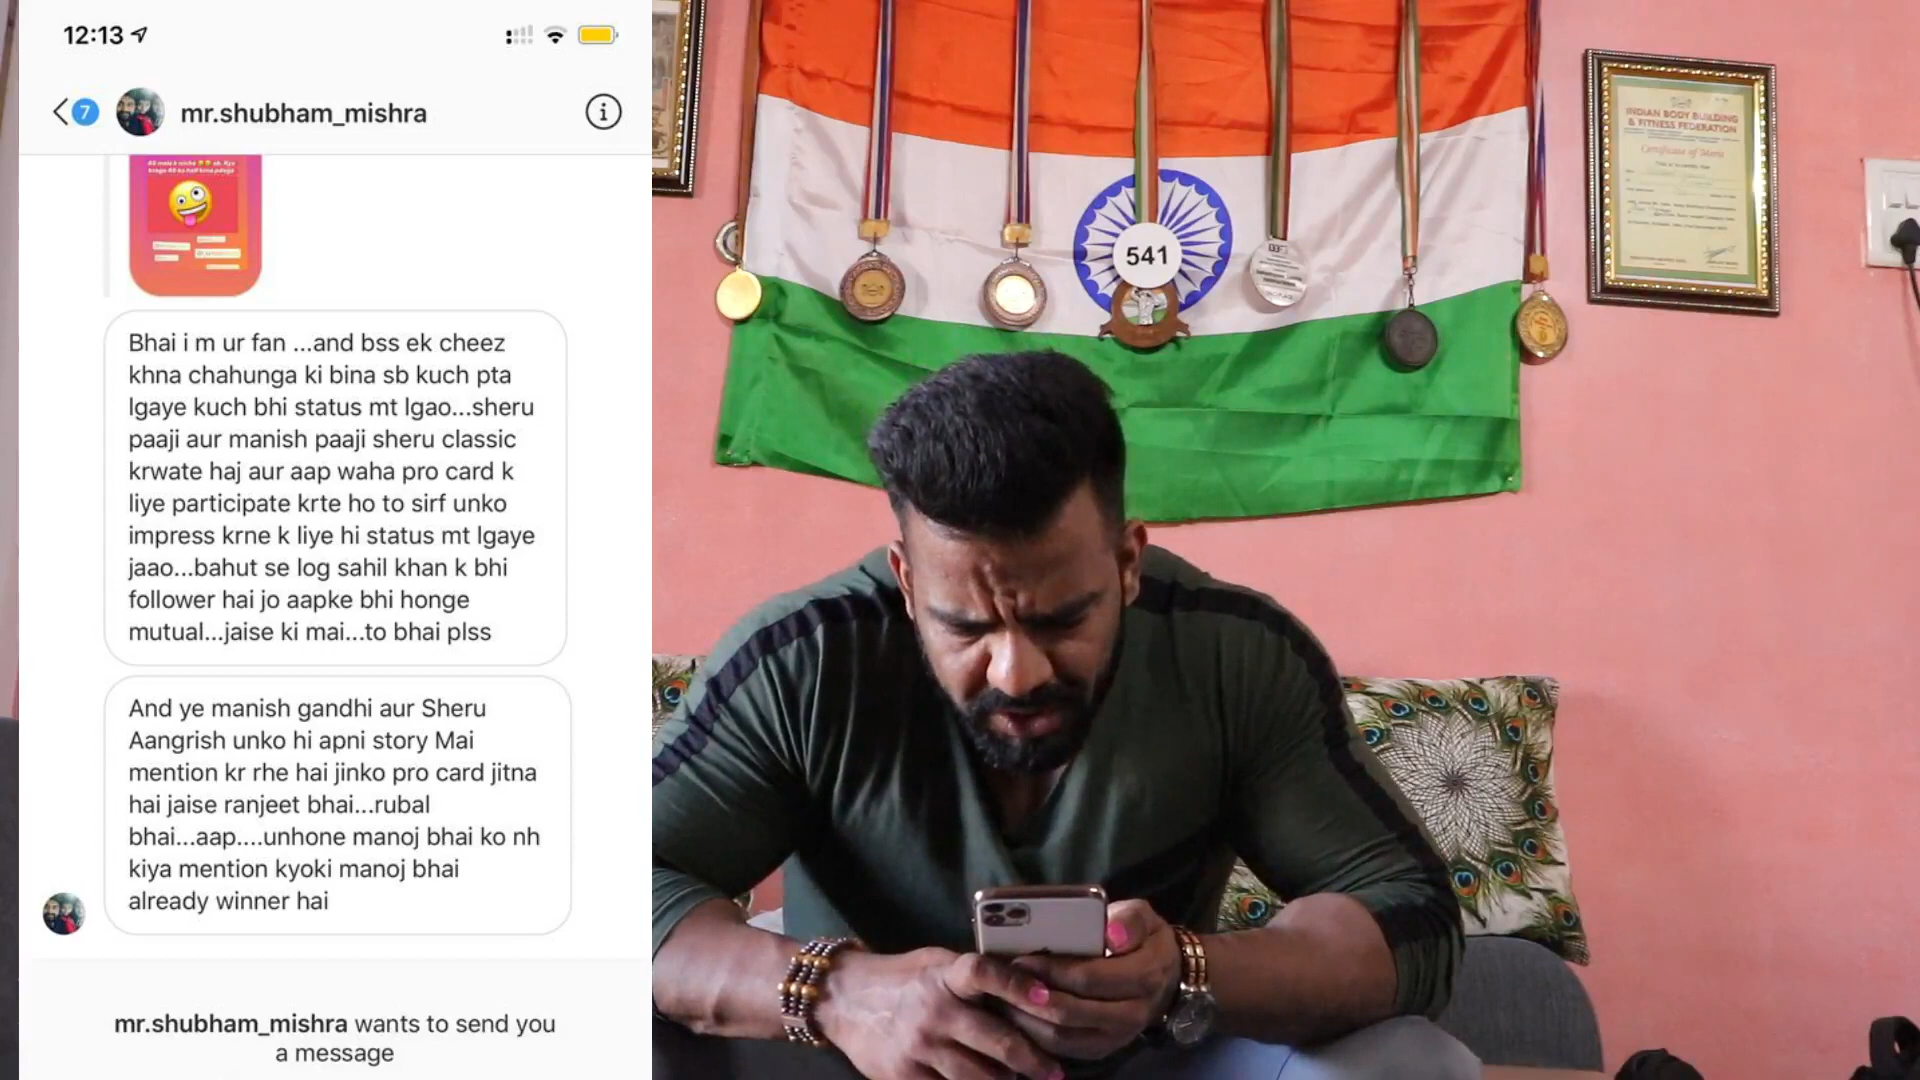 12:13
7
mr.shubham_mishra
Bhai i m ur fan ...and bss ek cheez
khna chahunga ki bina sb kuch pta
lgaye kuch bhi status mt lgao...sheru
paaji aur manish paaji sheru classic
krwate haj aur aap waha pro card k
liye participate krte ho to sirf unko
impress krne k liye hi status mt lgaye
jaao...bahut se log sahil khan k bhi
follower hai jo aapke bhi honge
mutual...jaise ki mai...to bhai plss
And ye manish gandhi aur Sheru
Aangrish unko hi apni story Mai
mention kr rhe hai jinko pro card jitna
hai jaise ranjeet bhai...rubal
bhai...aap....unhone manoj bhai ko nh
kiya mention kyoki manoj bhai
already winner hai
mr.shubham_mishra wants to send you
a message
541
INDIAN BODY BUILDING
& FITNESS FEDERATION
Certificate of Merit